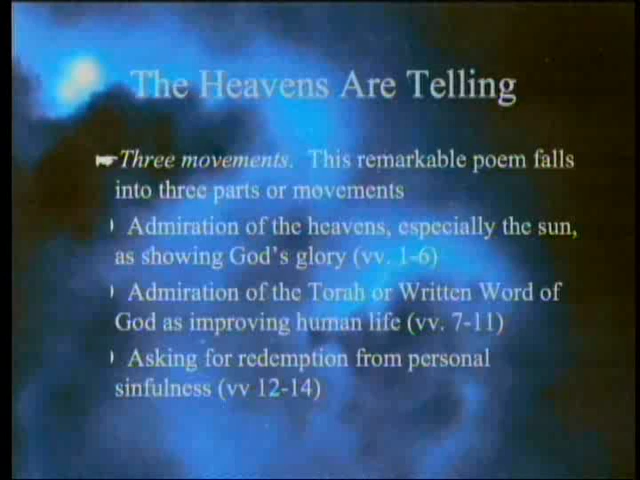 The Heavens Are Telling
Three movements. This remarkable poem falls
into three parts or movements
Admiration of the heavens, especially the sun,
as showing God's glory (vv. 1-6)
Admiration of the Torah or Written Word of
God as improving human life (vv. 7-11)
Asking for redemption from personal
sinfulness (vv 12-14)